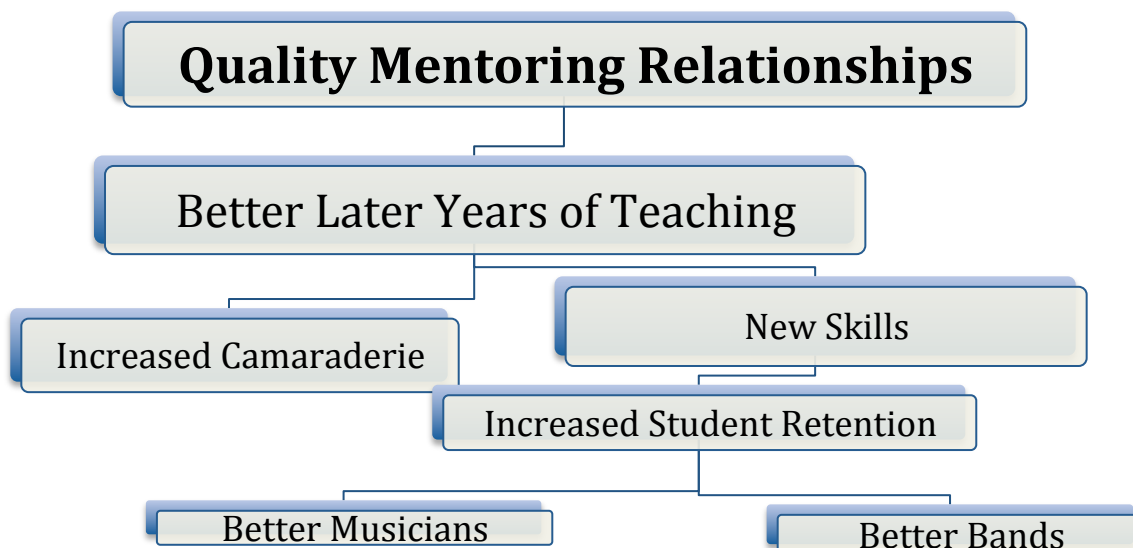 Quality Mentoring Relationships
Better Later Years of Teaching
New Skills
Increased Camaraderie
Increased Student Retention
Better Musicians
Better Bands